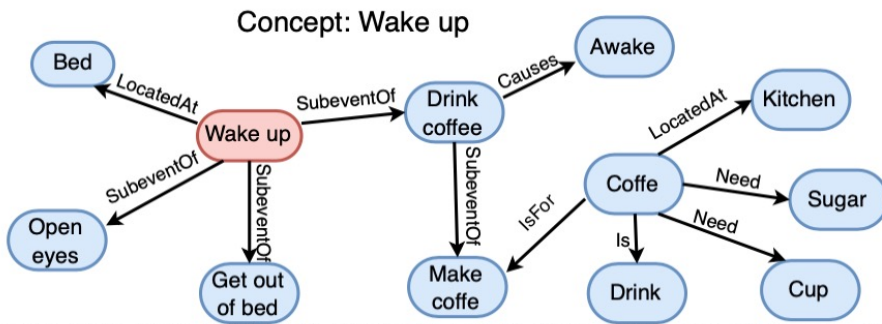 Concept: Wake up
Bed
LocatedAt
Wake up
SubeventOf
Drink
coffee
Causes
Awake
SubeventOf
Open
eyes
SubeventOf
Get out
of bed
SubeventOf
Make
coffe
IsFor
Coffe
LocatedAt
Kitchen
Need
Sugar
Need
Cup
Is
Drink